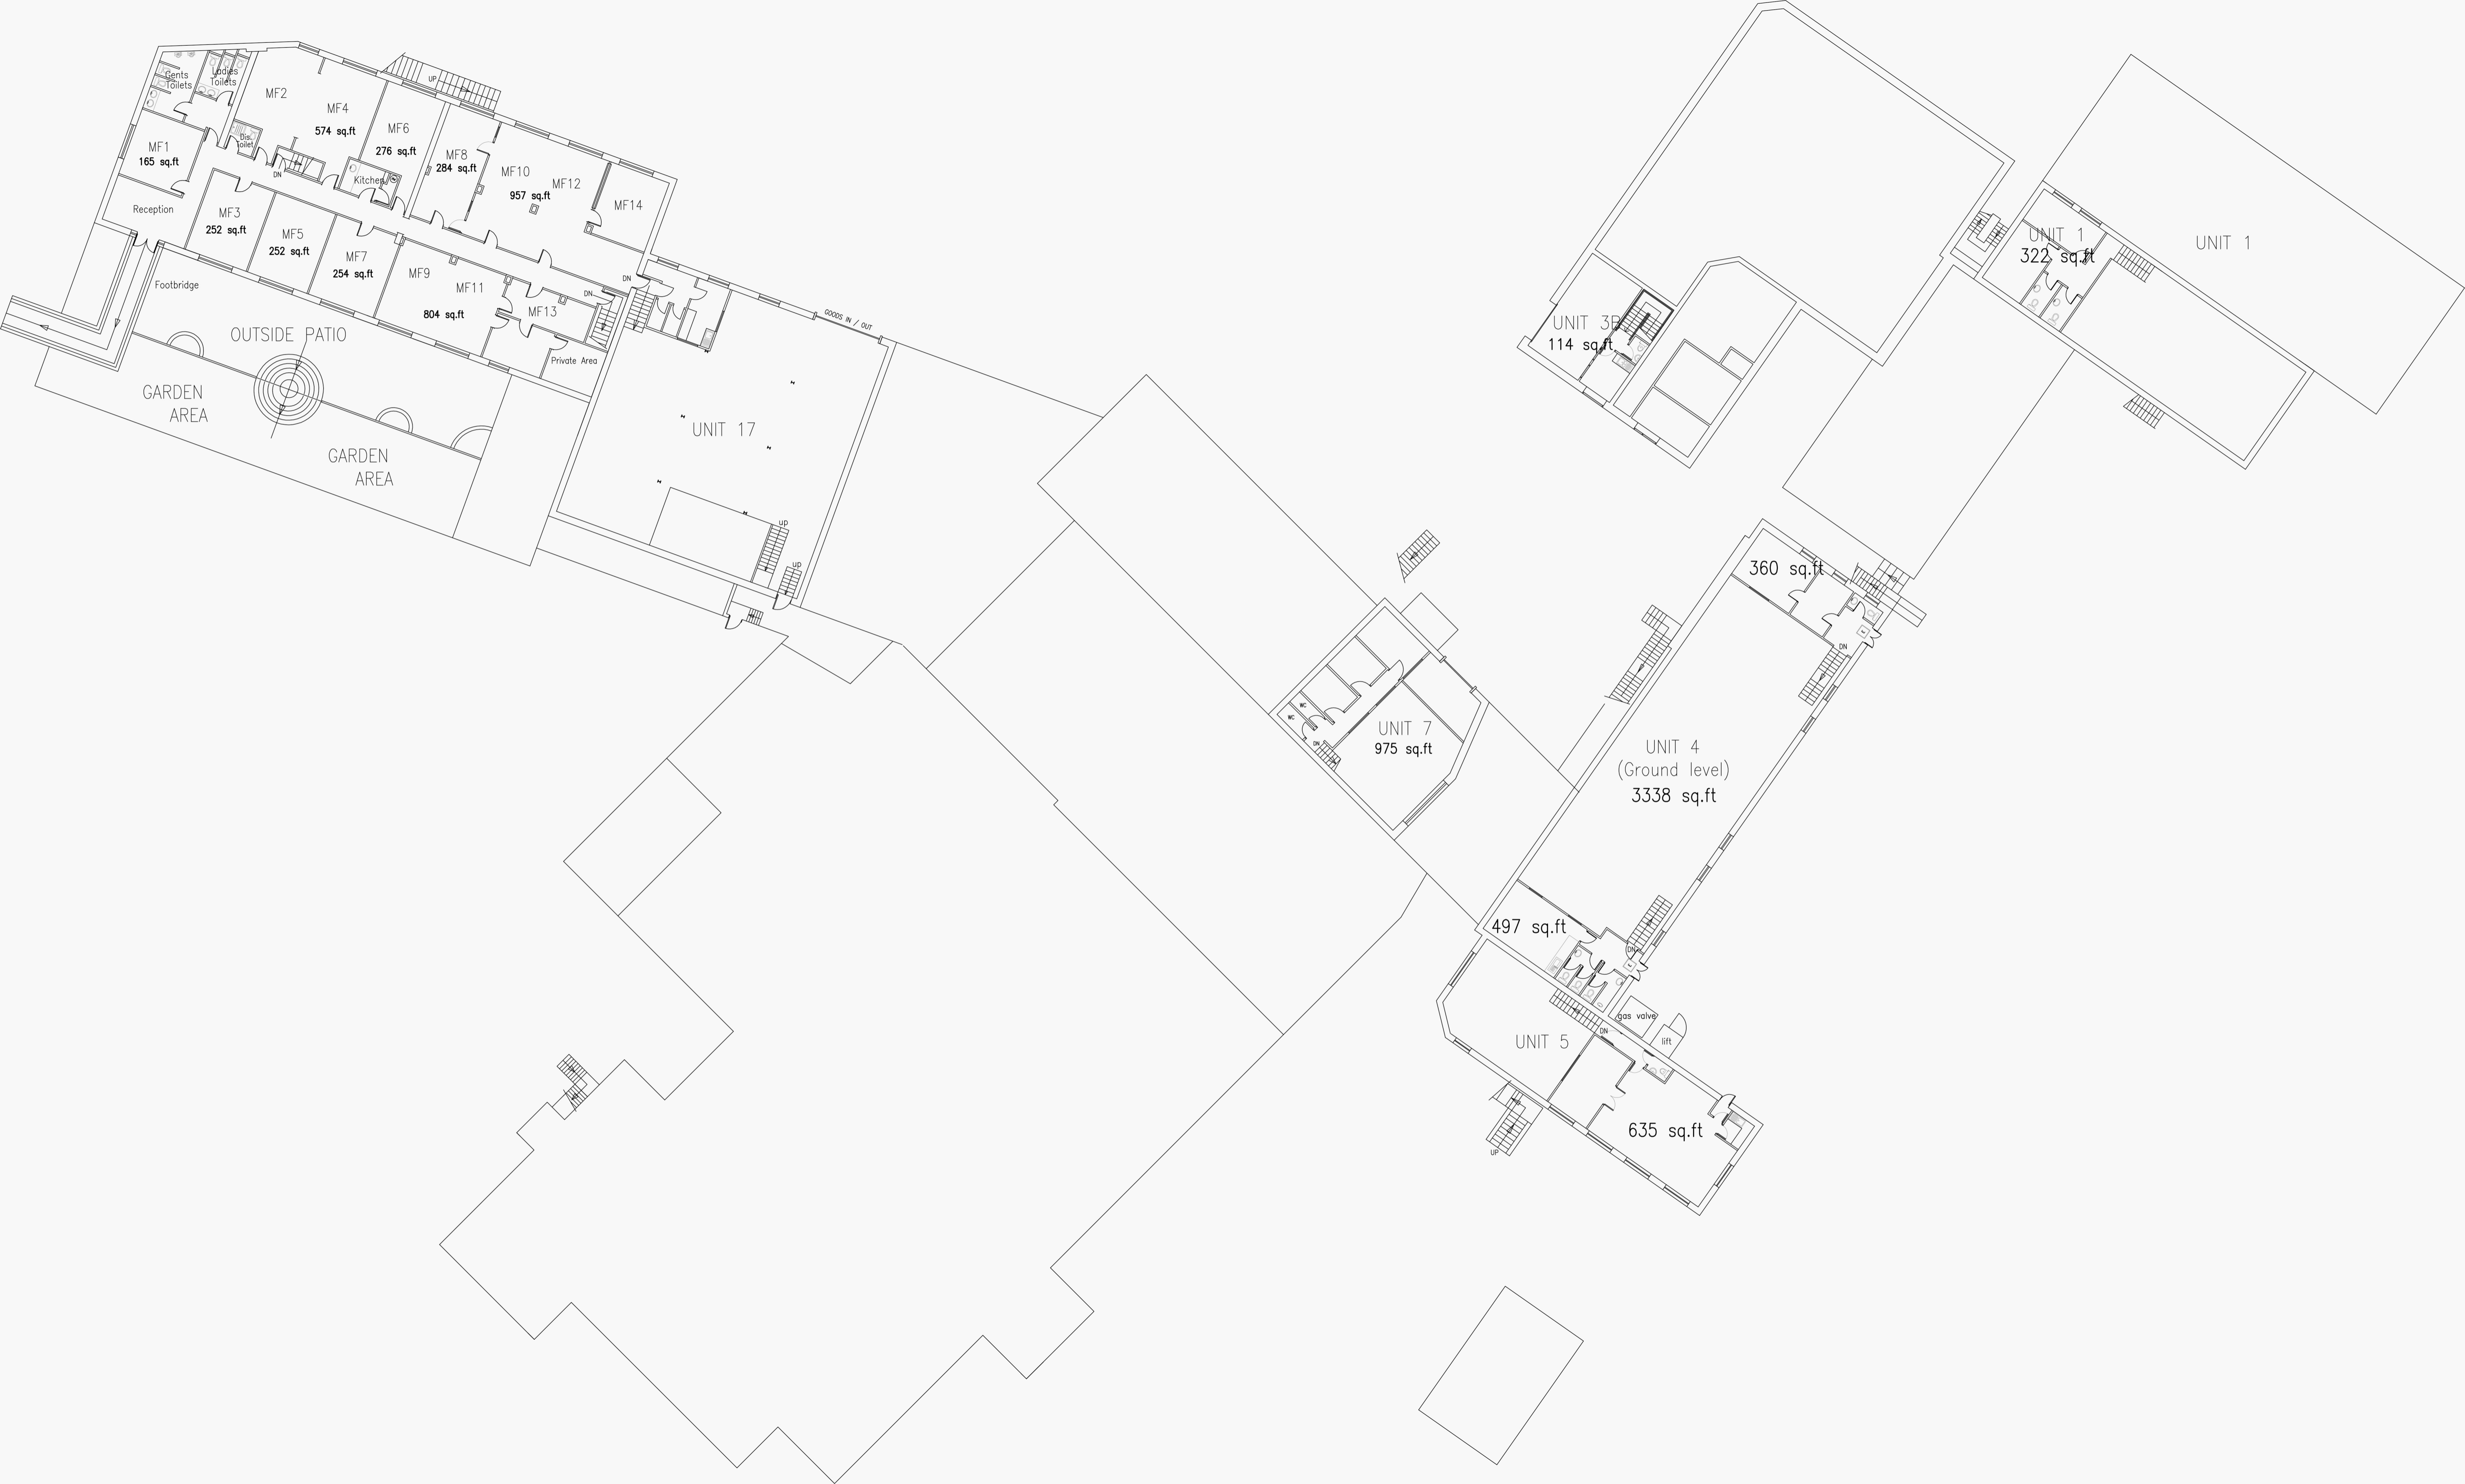 Gents
Toilets
Ladies
Toilets
MF2
MF4
574 sq.ft
UP
MF6
276 sq.ft
Dis.
Toilet
MF1
165 sq.ft
DN
Kitchen
MF8
284 sq.ft
MF10
MF12
957 sq.ft
MF14
Reception
MF3
252 sq.ft
MF5
252 sq.ft
MF7
254 sq.ft
MF9
MF11
804 sq.ft
MF13
DN
DN
Private Area
Footbridge
OUTSIDE PATIO
GARDEN
AREA
GARDEN
AREA
GOODS IN / OUT
UNIT 17
up
up
UNIT 3B
114 sq.ft
UNIT 1
322 sq.ft
UNIT 1
360 sq.ft
DN
UNIT 7
975 sq.ft
WC
WC
DN
UNIT 4
(Ground level)
3338 sq.ft
497 sq.ft
DN
gas valve
lift
DN
UNIT 5
635 sq.ft
UP